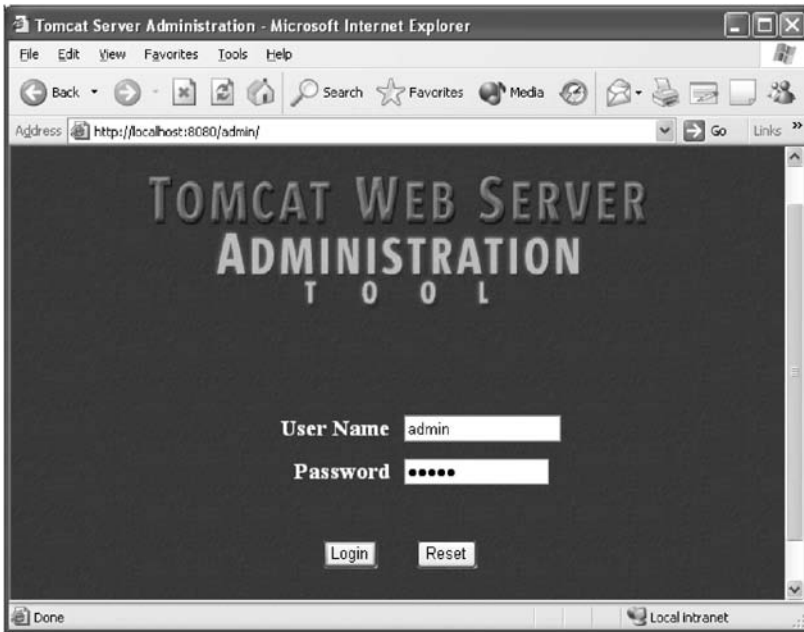 Tomcat Server Administration - Microsoft Internet Explorer
File Edit View Favorites Tools Help
Back Search Favorites Media
Address http://localhost:8080/admin/ Go Links »
TOMCAT WEB SERVER
ADMINISTRATION
TOOL
User Name admin
Password •••••
Login Reset
Done Local intranet